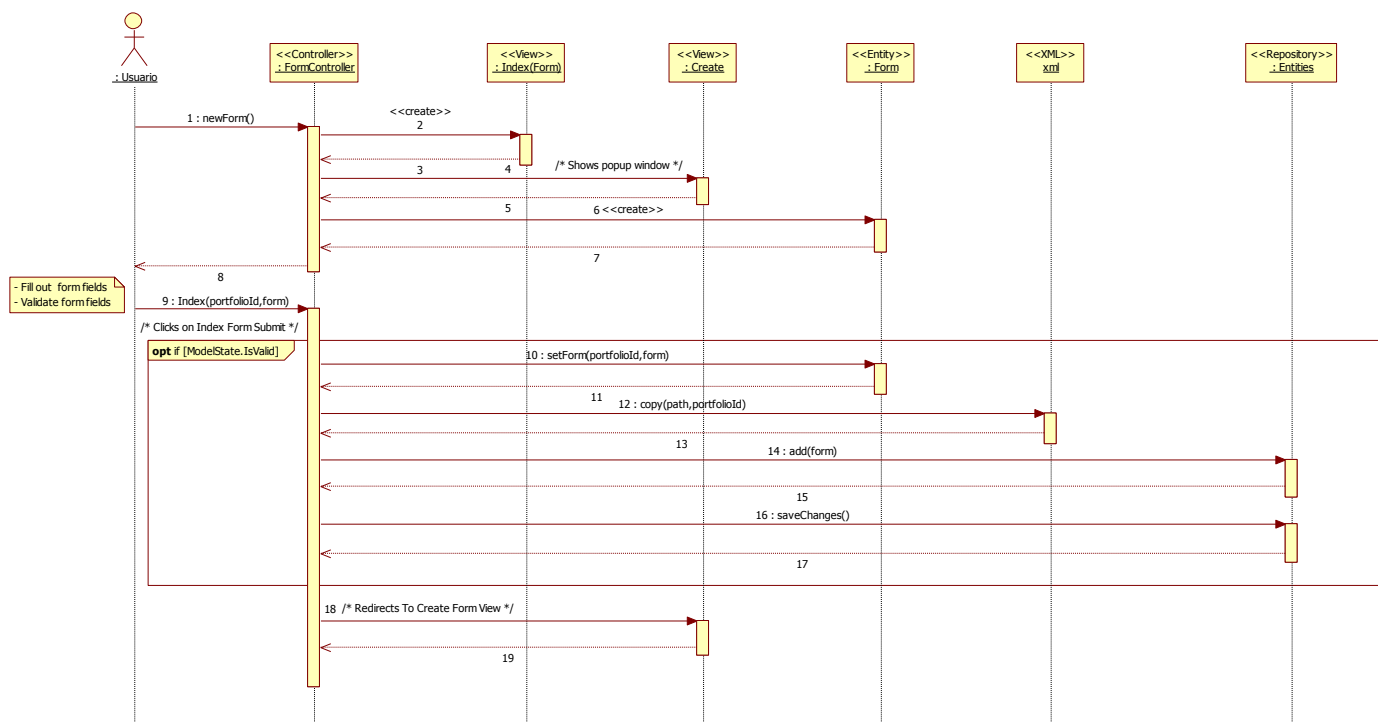 <<Controller>>
: FormController
<<View>>
: Index(Form)
<<View>>
: Create
<<Entity>>
: Form
<<XML>>
xml
<<Repository>>
: Entities
: Usuario
<<create>>
1 : newForm()
2
/* Shows popup window */
3
4
5
6 <<create>>
7
8
- Fill out form fields
- Validate form fields
9 : Index(portfolioId,form)
/* Clicks on Index Form Submit */
opt if [ModelState.IsValid]
10 : setForm(portfolioId,form)
11
12 : copy(path,portfolioId)
13
14 : add(form)
15
16 : saveChanges()
17
18 /* Redirects To Create Form View */
19